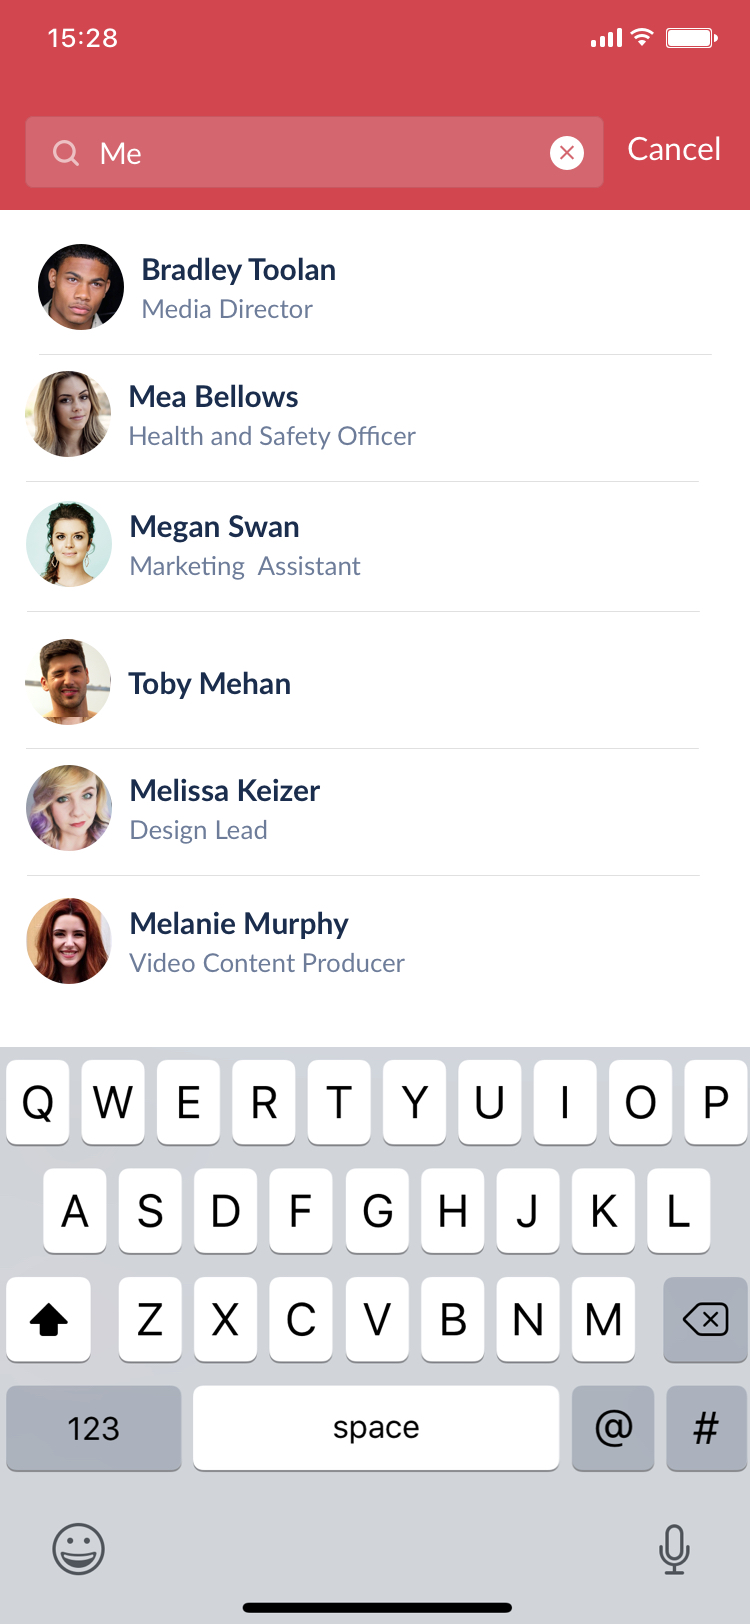 15:28
Me
Cancel
Bradley Toolan
Media Director
Mea Bellows
Health and Safety Officer
Megan Swan
Marketing  Assistant
Toby Mehan
Melissa Keizer
Design Lead
Melanie Murphy
Video Content Producer
Q W E R T Y U I O P
A S D F G H J K L
Z X C V B N M
123 space @ #